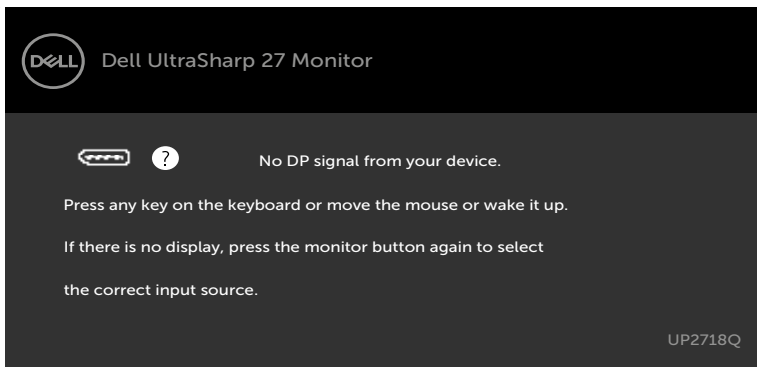 DELL
Dell UltraSharp 27 Monitor
?
No DP signal from your device.
Press any key on the keyboard or move the mouse or wake it up.
If there is no display, press the monitor button again to select
the correct input source.
UP2718Q